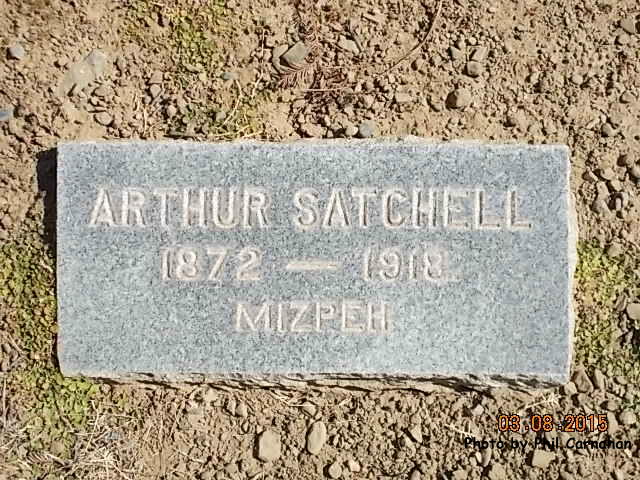 ARTHUR SATCHELL
1872 — 1918
MIZPEH
03.08.2015
Photo by Phil Carnahan